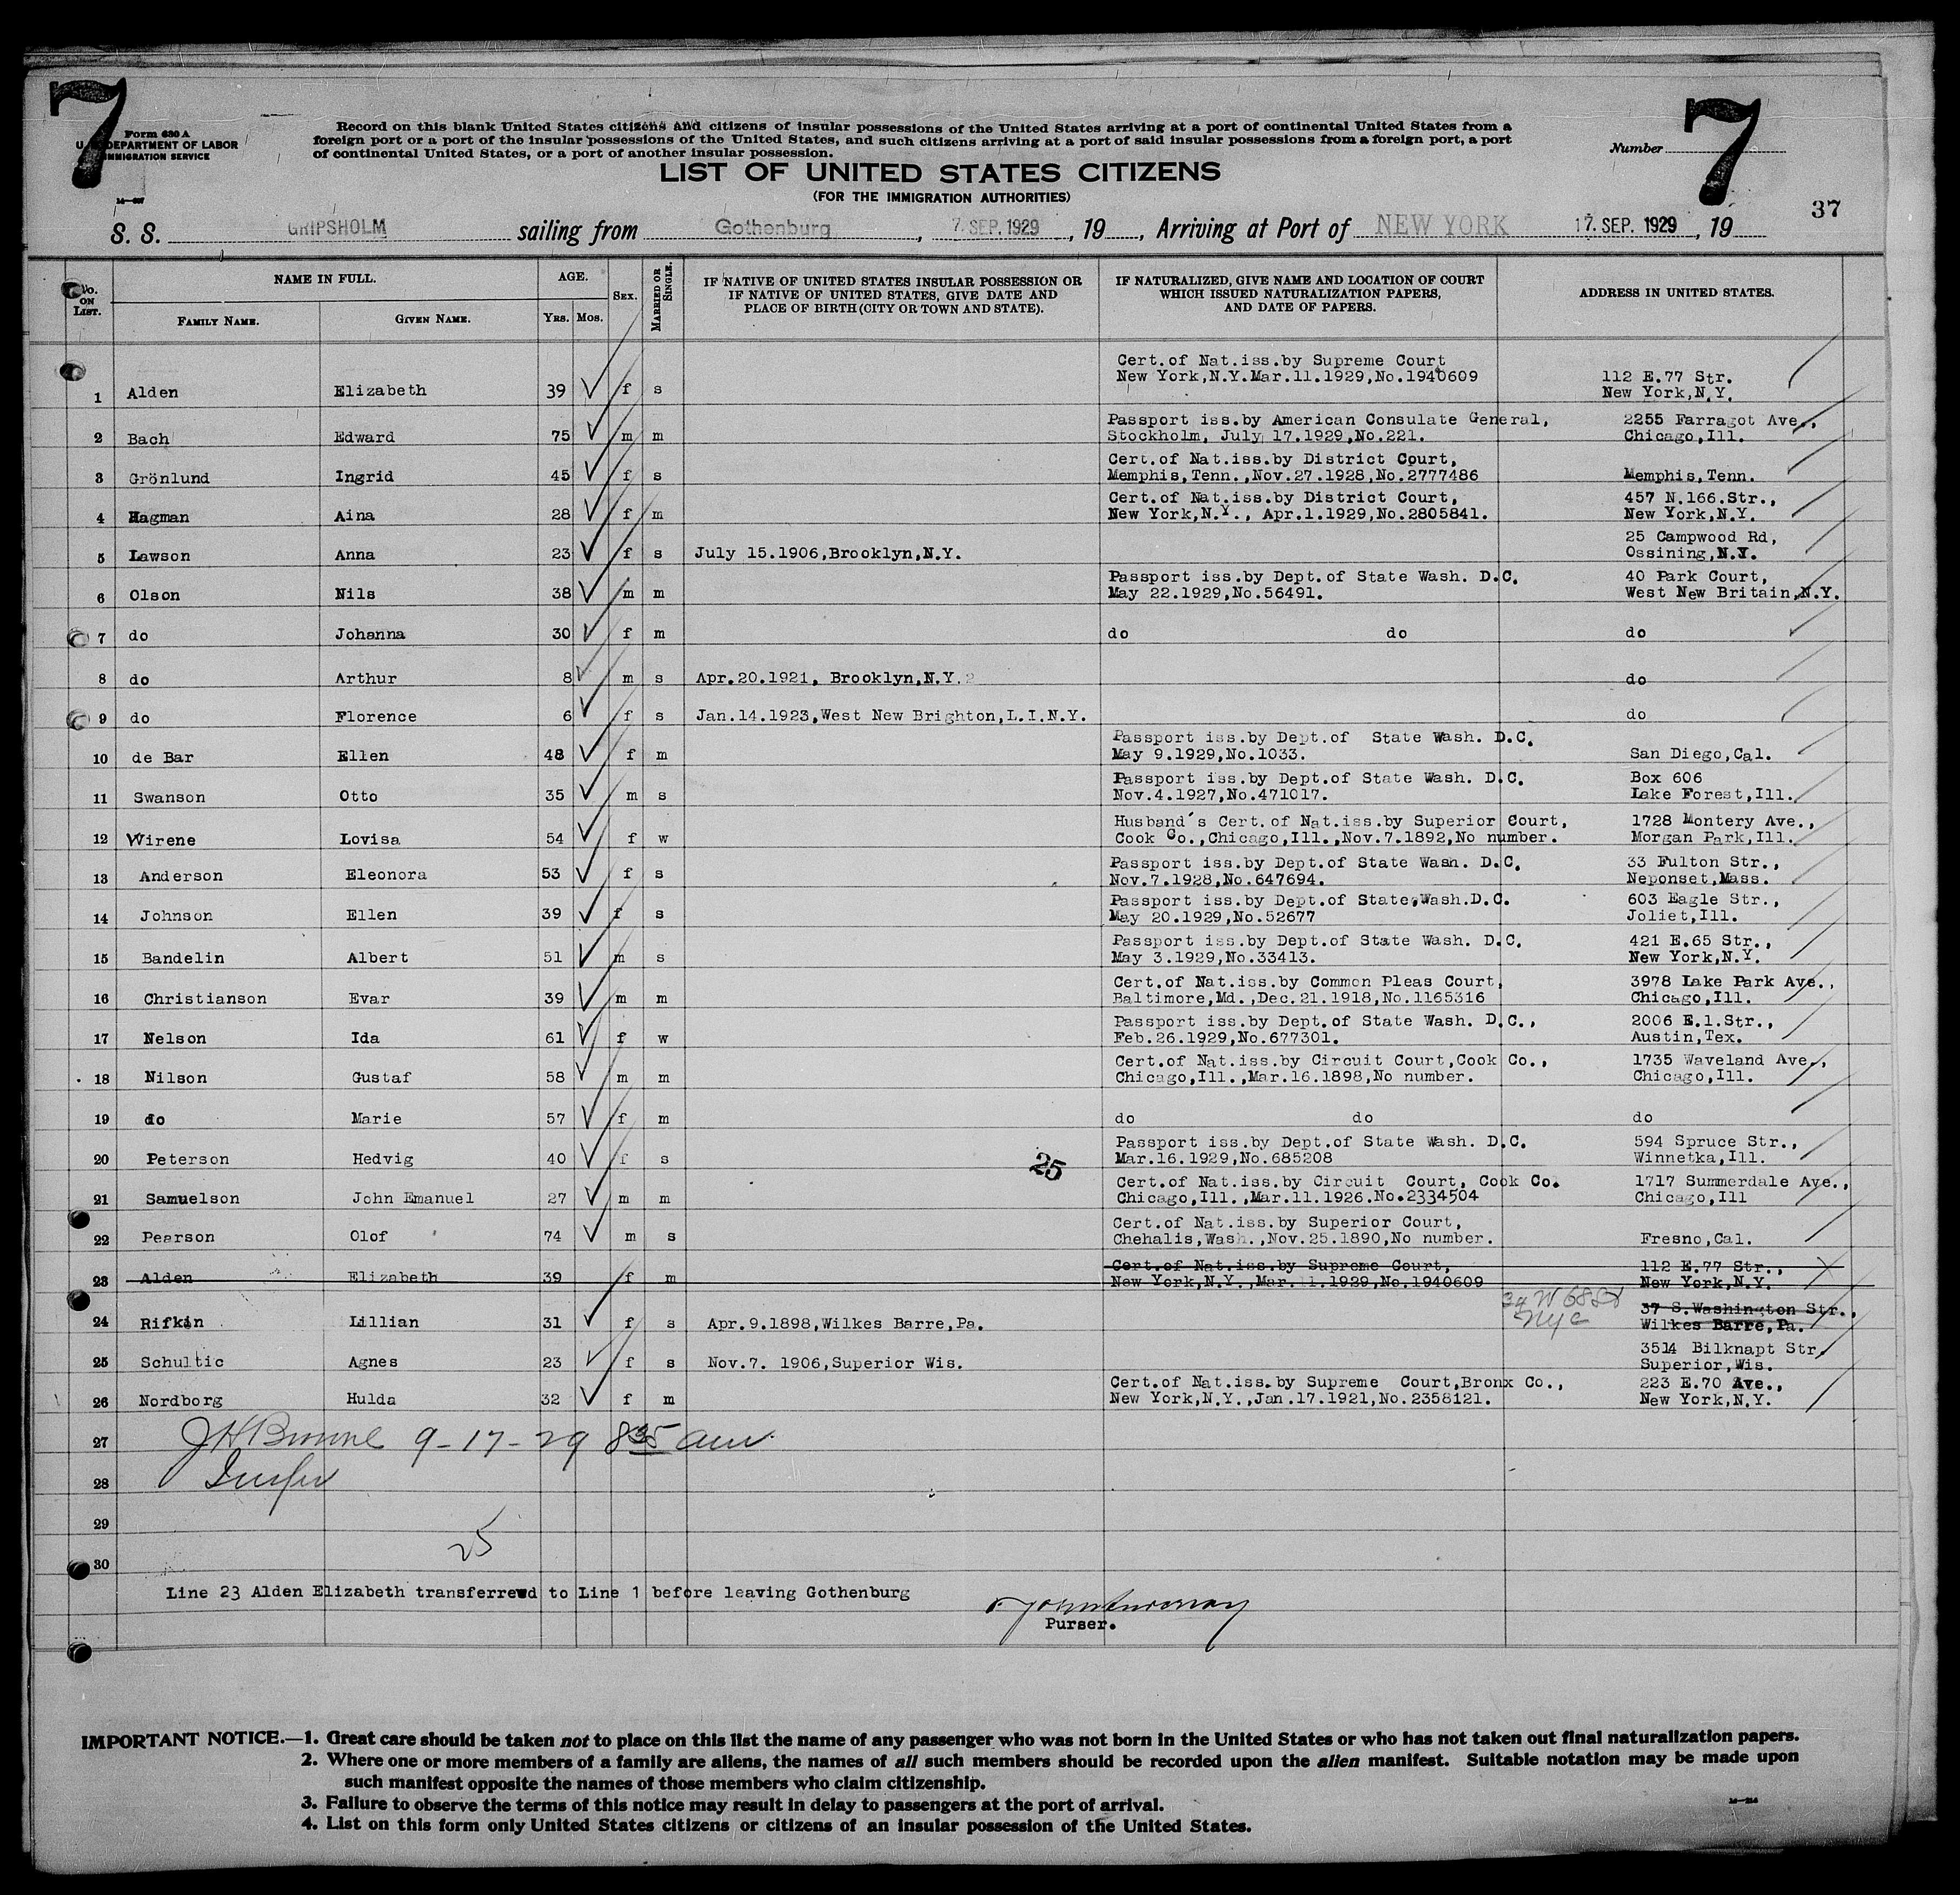 7
7
Form 630 A
U. S. DEPARTMENT OF LABOR
IMMIGRATION SERVICE
Record on this blank United States citizens and citizens of insular possessions of the United States arriving at a port of continental United States from a
foreign port or a port of the insular possessions of the United States, and such citizens arriving at a port of said insular possessions from a foreign port, a port
of continental United States, or a port of another insular possession.
Number
LIST OF UNITED STATES CITIZENS
(FOR THE IMMIGRATION AUTHORITIES)
37
S. S. GRIPSHOLM sailing from Gothenburg, 7 SEP. 1929, 19 , Arriving at Port of NEW YORK 17. SEP. 1929, 19
No. ON LIST. NAME IN FULL. FAMILY NAME. GIVEN NAME. AGE. YRS. MOS. SEX. MARRIED OR SINGLE. IF NATIVE OF UNITED STATES INSULAR POSSESSION OR IF NATIVE OF UNITED STATES, GIVE DATE AND PLACE OF BIRTH (CITY OR TOWN AND STATE). IF NATURALIZED, GIVE NAME AND LOCATION OF COURT WHICH ISSUED NATURALIZATION PAPERS, AND DATE OF PAPERS. ADDRESS IN UNITED STATES.
1 Alden Elizabeth 39 f s Cert.of Nat.iss.by Supreme Court New York,N.Y.Mar.11.1929,No.1940609 112 E.77 Str. New York,N.Y.
2 Bach Edward 75 m m Passport iss.by American Consulate General, Stockholm, July 17.1929,No.221. 2255 Farragot Ave., Chicago,Ill.
3 Grönlund Ingrid 45 f s Cert.of Nat.iss.by District Court, Memphis,Tenn.,Nov.27.1928,No.2777486 Memphis,Tenn.
4 Hagman Aina 28 f m Cert.of Nat.iss.by District Court, New York,N.Y., Apr.1.1929,No.2805841. 457 N.166.Str., New York,N.Y.
5 Lawson Anna 23 f s July 15.1906,Brooklyn,N.Y. 25 Campwood Rd, Ossining,N.Y.
6 Olson Nils 38 m m Passport iss.by Dept.of State Wash. D.C. May 22.1929,No.56491. 40 Park Court, West New Britain,N.Y.
7 do Johanna 30 f m do do do
8 do Arthur 8 m s Apr.20.1921, Brooklyn,N.Y. do
9 do Florence 6 f s Jan.14.1923,West New Brighton,L.I.N.Y. do
10 de Bar Ellen 48 f m Passport iss.by Dept.of State Wash. D.C. May 9.1929,No.1033. San Diego,Cal.
11 Swanson Otto 35 m s Passport iss.by Dept.of State Wash. D.C. Nov.4.1927,No.471017. Box 606 Lake Forest,Ill.
12 Wirene Lovisa 54 f w Husband's Cert.of Nat.iss.by Superior Court, Cook Co.,Chicago,Ill.,Nov.7.1892,No number. 1728 Montery Ave., Morgan Park,Ill.
13 Anderson Eleonora 53 f s Passport iss.by Dept.of State Wash. D.C. Nov.7.1928,No.647694. 33 Fulton Str., Neponset,Mass.
14 Johnson Ellen 39 f s Passport iss.by Dept.of State,Wash.D.C. May 20.1929,No.52677 603 Eagle Str., Joliet,Ill.
15 Bandelin Albert 51 m s Passport iss.by Dept.of State Wash. D.C. May 3.1929,No.33413. 421 E.65 Str., New York,N.Y.
16 Christianson Evar 39 m m Cert.of Nat.iss.by Common Pleas Court, Baltimore,Md.,Dec.21.1918,No.1165316 3978 Lake Park Ave., Chicago,Ill.
17 Nelson Ida 61 f w Passport iss.by Dept.of State Wash. D.C., Feb.26.1929,No.677301. 2006 E.1.Str., Austin,Tex.
18 Nilson Gustaf 58 m m Cert.of Nat.iss.by Circuit Court,Cook Co., Chicago,Ill.,Mar.16.1898,No number. 1735 Waveland Ave., Chicago,Ill.
19 do Marie 57 f m do do do
20 Peterson Hedvig 40 f s 25 Passport iss.by Dept.of State Wash. D.C. Mar.16.1929,No.685208 594 Spruce Str., Winnetka,Ill.
21 Samuelson John Emanuel 27 m m Cert.of Nat.iss.by Circuit Court, Cook Co. Chicago,Ill.,Mar.11.1926.No.2334504 1717 Summerdale Ave., Chicago,Ill
22 Pearson Olof 74 m s Cert.of Nat.iss.by Superior Court, Chehalis,Wash.,Nov.25.1890,No number. Fresno,Cal.
23 Alden Elizabeth 39 f m Cert.of Nat.iss.by Supreme Court, New York,N.Y.,Mar.11.1929,No.1940609 112 E.77 Str., New York,N.Y.
24 Rifkin Lillian 31 f s Apr.9.1898,Wilkes Barre,Pa. 34 W 68 St NYC 37 S.Washington Str., Wilkes Barre,Pa.
25 Schultic Agnes 23 f s Nov.7. 1906,Superior Wis. 3514 Bilknapt Str. Superior,Wis.
26 Nordborg Hulda 32 f m Cert.of Nat.iss.by Supreme Court,Bronx Co., New York,N.Y.,Jan.17.1921,No.2358121. 223 E.70 Ave., New York,N.Y.
27 9-17-29 8 35 am.
28
29
25
30
Line 23 Alden Elizabeth transferrewd to Line 1 before leaving Gothenburg
Purser.
IMPORTANT NOTICE.—1. Great care should be taken not to place on this list the name of any passenger who was not born in the United States or who has not taken out final naturalization papers.
2. Where one or more members of a family are aliens, the names of all such members should be recorded upon the alien manifest. Suitable notation may be made upon
such manifest opposite the names of those members who claim citizenship.
3. Failure to observe the terms of this notice may result in delay to passengers at the port of arrival.
4. List on this form only United States citizens or citizens of an insular possession of the United States.